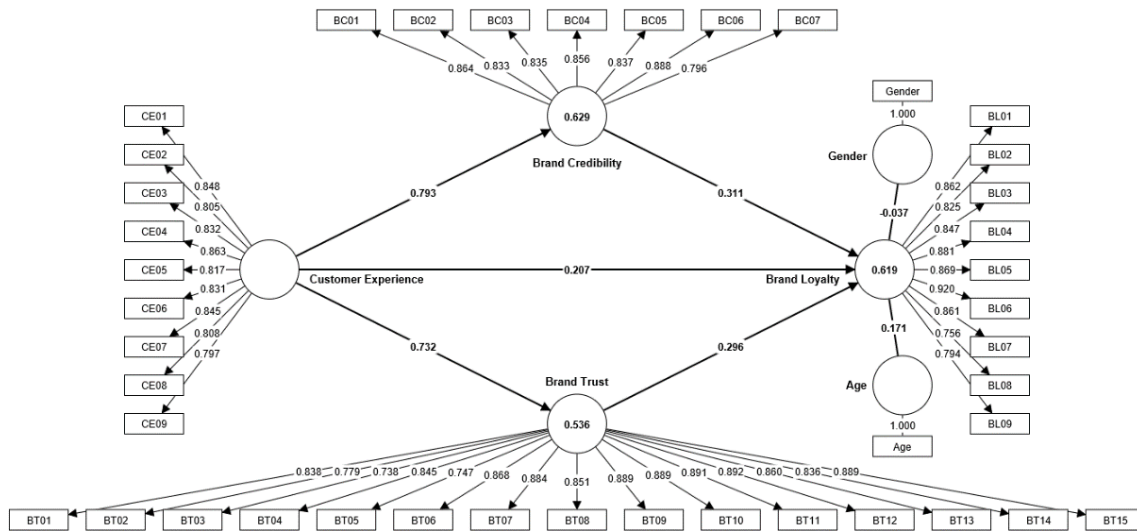 BC01 BC02 BC03 BC04 BC05 BC06 BC07
0.864 0.833 0.835 0.856 0.837 0.888 0.796
0.629
Brand Credibility
Gender
1.000
Gender
-0.037
CE01
CE02
CE03
CE04
CE05
CE06
CE07
CE08
CE09
0.848
0.805
0.832
0.863
0.817
0.831
0.845
0.808
0.797
Customer Experience
0.793
0.311
0.207
0.732
0.296
Brand Loyalty
0.619
BL01
BL02
BL03
BL04
BL05
BL06
BL07
BL08
BL09
0.862
0.825
0.847
0.881
0.869
0.920
0.861
0.756
0.794
0.171
Age
1.000
Age
Brand Trust
0.536
0.838 0.779 0.738 0.845 0.747 0.868 0.884 0.851 0.889 0.889 0.891 0.892 0.860 0.836 0.889
BT01 BT02 BT03 BT04 BT05 BT06 BT07 BT08 BT09 BT10 BT11 BT12 BT13 BT14 BT15